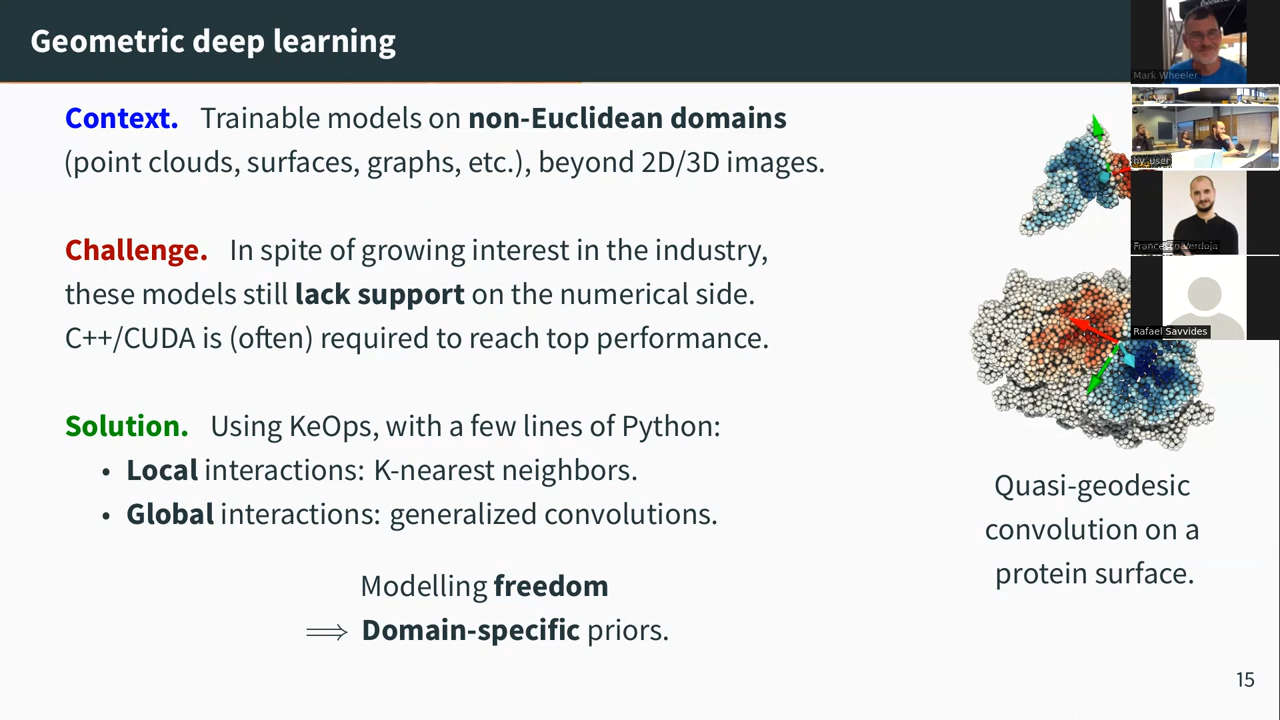 Geometric deep learning
Context. Trainable models on non-Euclidean domains
(point clouds, surfaces, graphs, etc.), beyond 2D/3D images.
Challenge. In spite of growing interest in the industry,
these models still lack support on the numerical side.
C++/CUDA is (often) required to reach top performance.
Solution. Using KeOps, with a few lines of Python:
• Local interactions: K-nearest neighbors.
• Global interactions: generalized convolutions.
Modelling freedom
⟹ Domain-specific priors.
Quasi-geodesic
convolution on a
protein surface.
15
Mark Wheeler
hy_user
Francesco Verdoja
Rafael Savvides